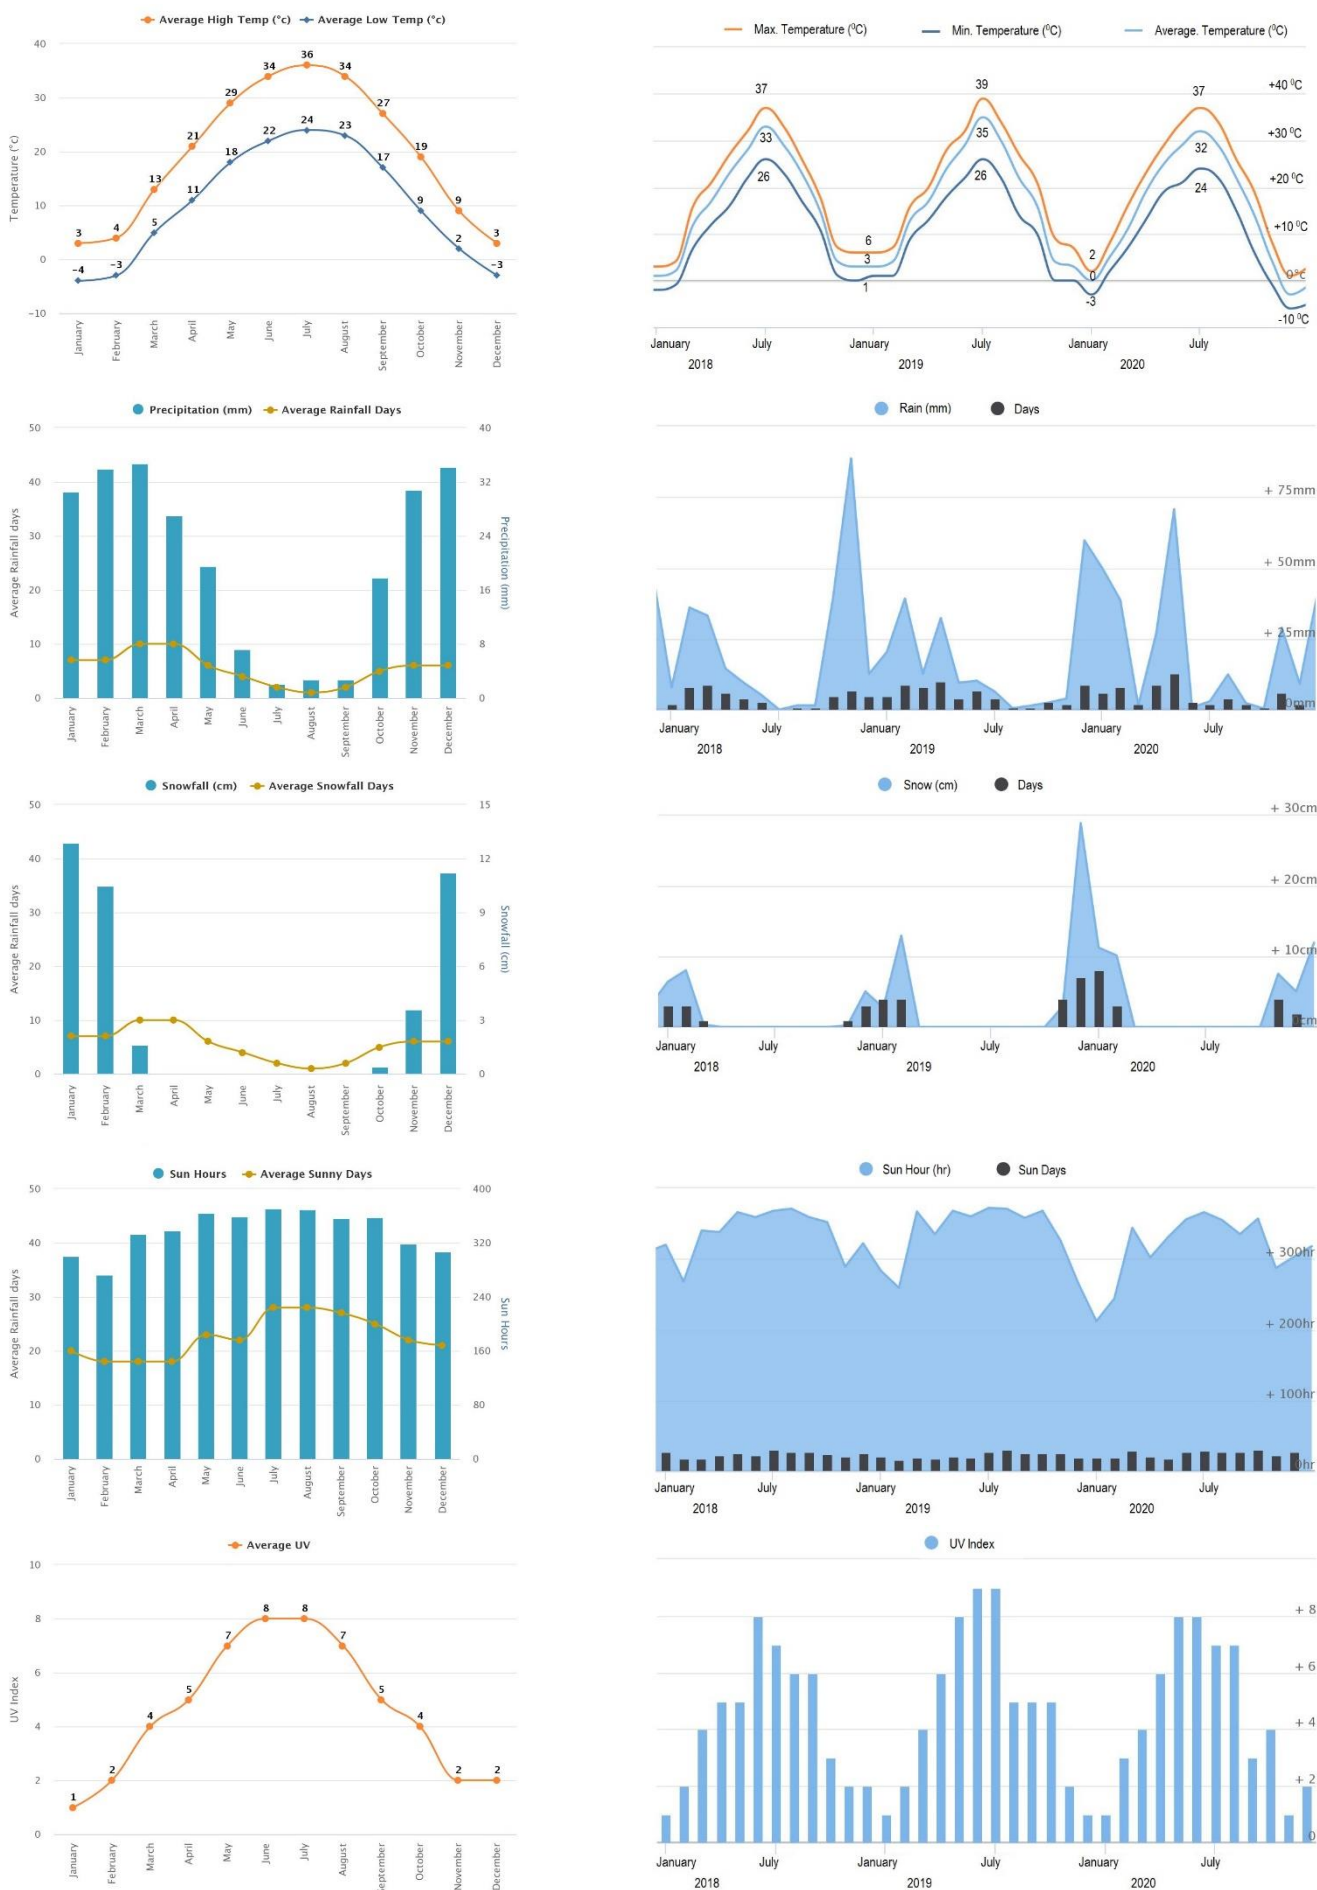 Average High Temp (°c) Average Low Temp (°c)
Temperature (°c)
40
30
20
10
0
−10
3 4 13 21 29 34 36 34 27 19 9 3
−4 −3 5 11 18 22 24 23 17 9 2 −3
January February March April May June July August September October November December
Max. Temperature (⁰C) Min. Temperature (⁰C) Average. Temperature (⁰C)
37 39 37
33 35 32
26 26 24
6 2
3 0
1 -3
+40 ⁰C
+30 ⁰C
+20 ⁰C
+10 ⁰C
0⁰C
-10 ⁰C
January July January July January July
2018 2019 2020
Precipitation (mm) Average Rainfall Days
Average Rainfall days
50 40
40 32
30 24
20 16
10 8
0 0
Precipitation (mm)
January February March April May June July August September October November December
Rain (mm) Days
+ 75mm
+ 50mm
+ 25mm
0mm
January July January July January July
2018 2019 2020
Snowfall (cm) Average Snowfall Days
Average Rainfall days
50 15
40 12
30 9
20 6
10 3
0 0
Snowfall (cm)
January February March April May June July August September October November December
Snow (cm) Days
+ 30cm
+ 20cm
+ 10cm
0cm
January July January July January July
2018 2019 2020
Sun Hours Average Sunny Days
Average Rainfall days
50 400
40 320
30 240
20 160
10 80
0 0
Sun Hours
January February March April May June July August September October November December
Sun Hour (hr) Sun Days
+ 300hr
+ 200hr
+ 100hr
0hr
January July January July January July
2018 2019 2020
Average UV
UV Index
10
8
6
4
2
0
1 2 4 5 7 8 8 7 5 4 2 2
January February March April May June July August September October November December
UV Index
+ 8
+ 6
+ 4
+ 2
0
January July January July January July
2018 2019 2020